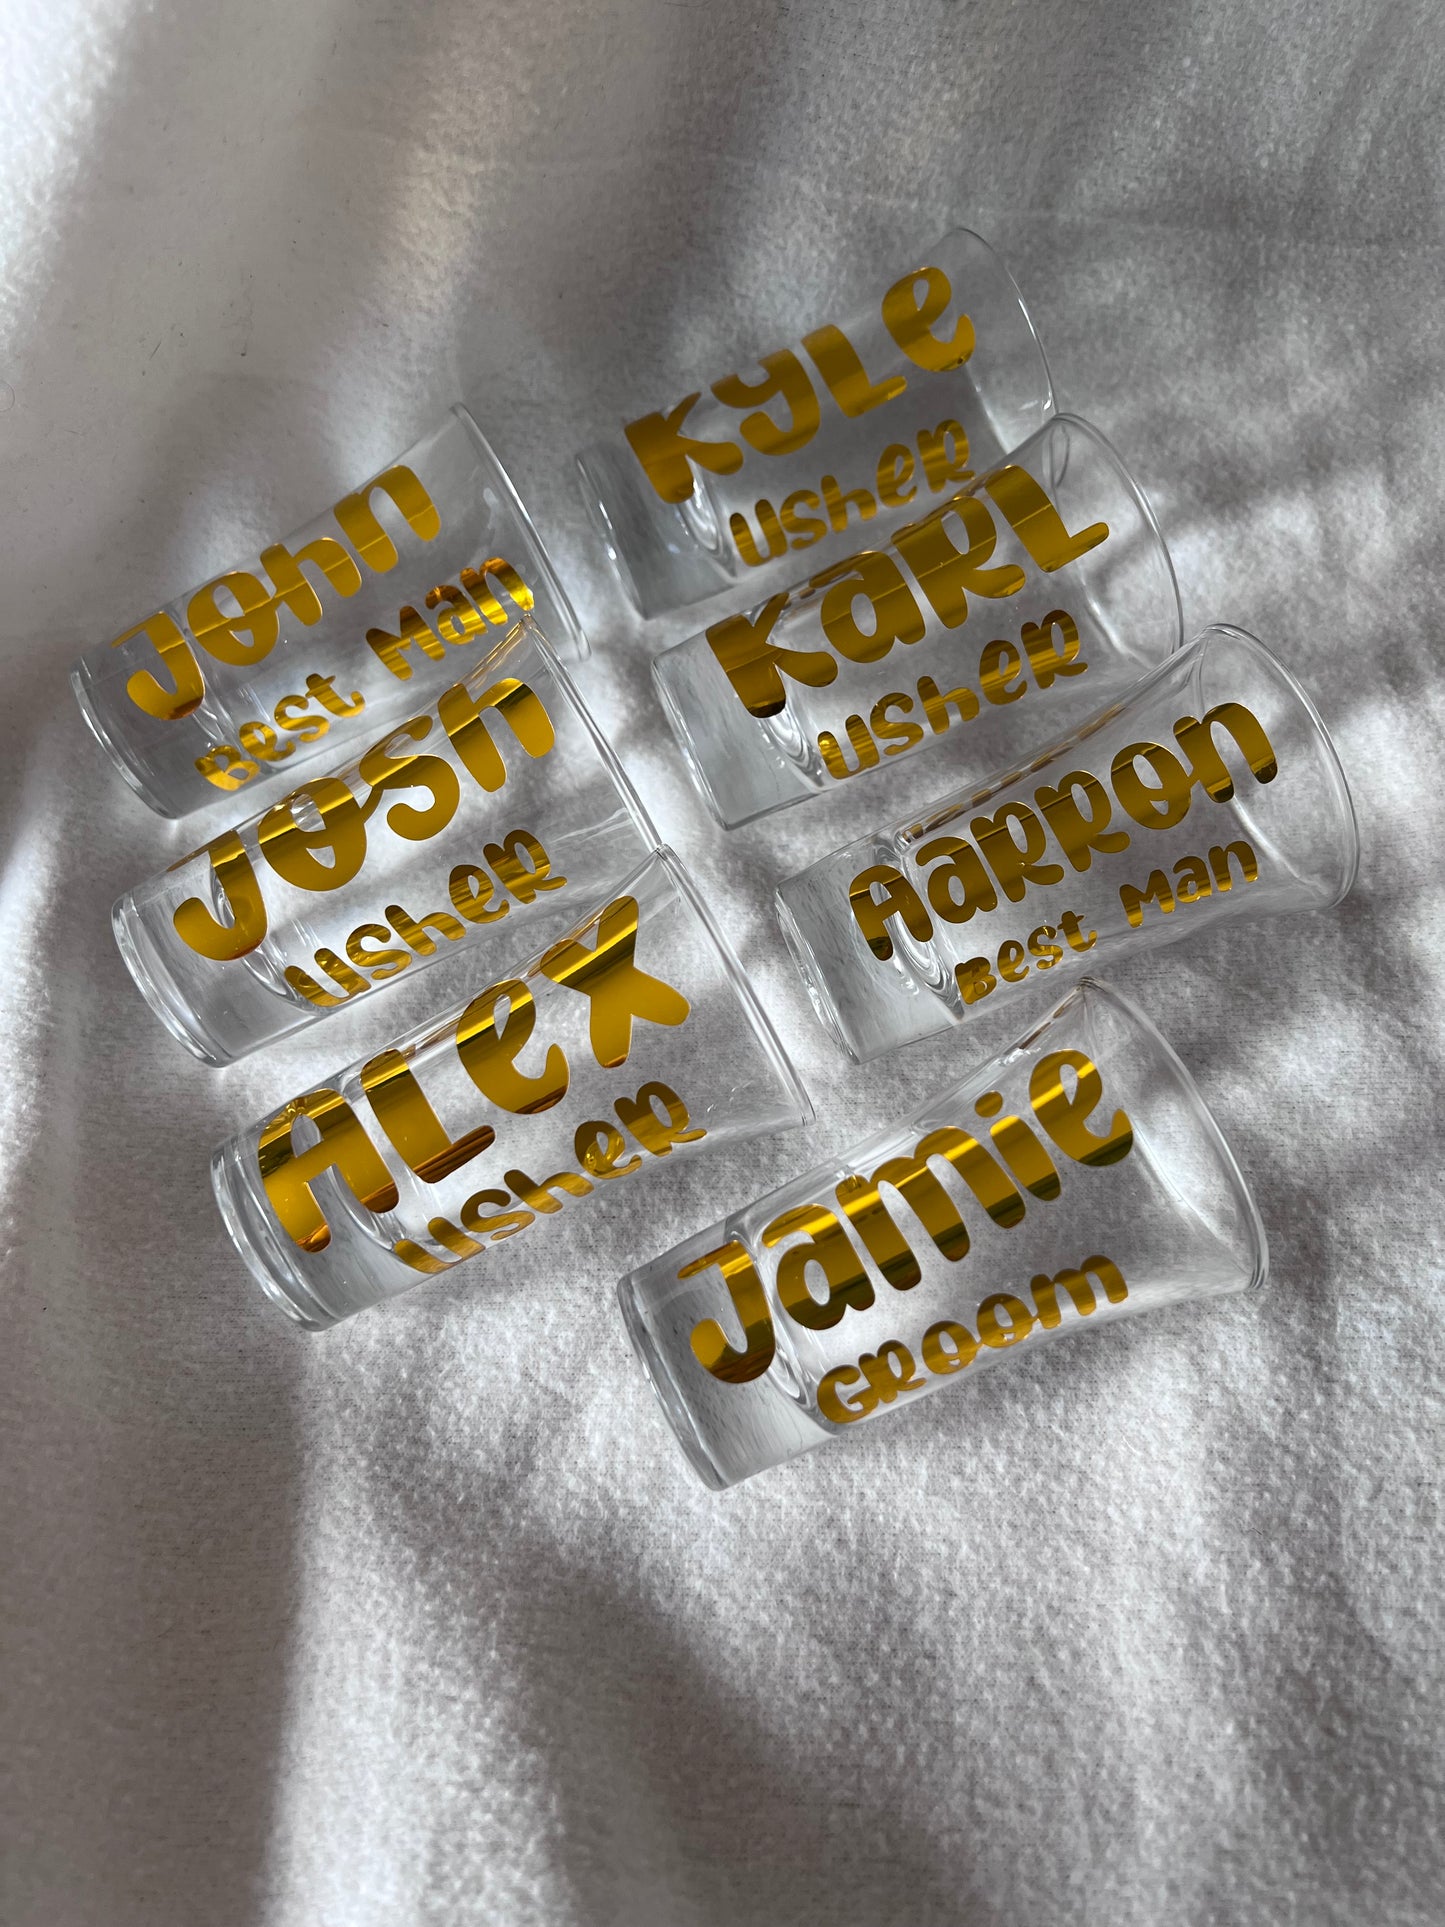 John
Best Man
Josh
Usher
Alex
Usher
Kyle
Usher
Karl
Usher
Aarron
Best Man
Jamie
Groom